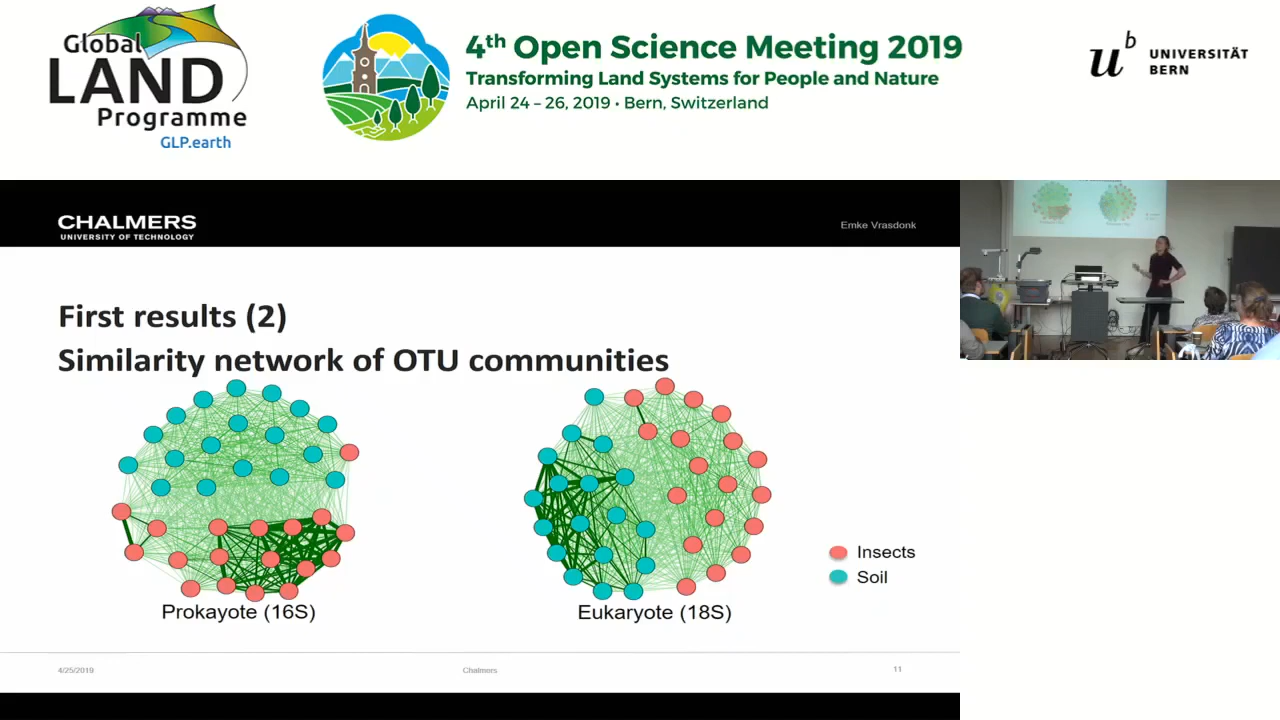 Global
LAND
Programme
GLP.earth
4th Open Science Meeting 2019
Transforming Land Systems for People and Nature
April 24 – 26, 2019 • Bern, Switzerland
u b
UNIVERSITÄT
BERN
CHALMERS
UNIVERSITY OF TECHNOLOGY
Emke Vrasdonk
First results (2)
Similarity network of OTU communities
Insects
Soil
Prokayote (16S)
Eukaryote (18S)
4/25/2019
Chalmers
11